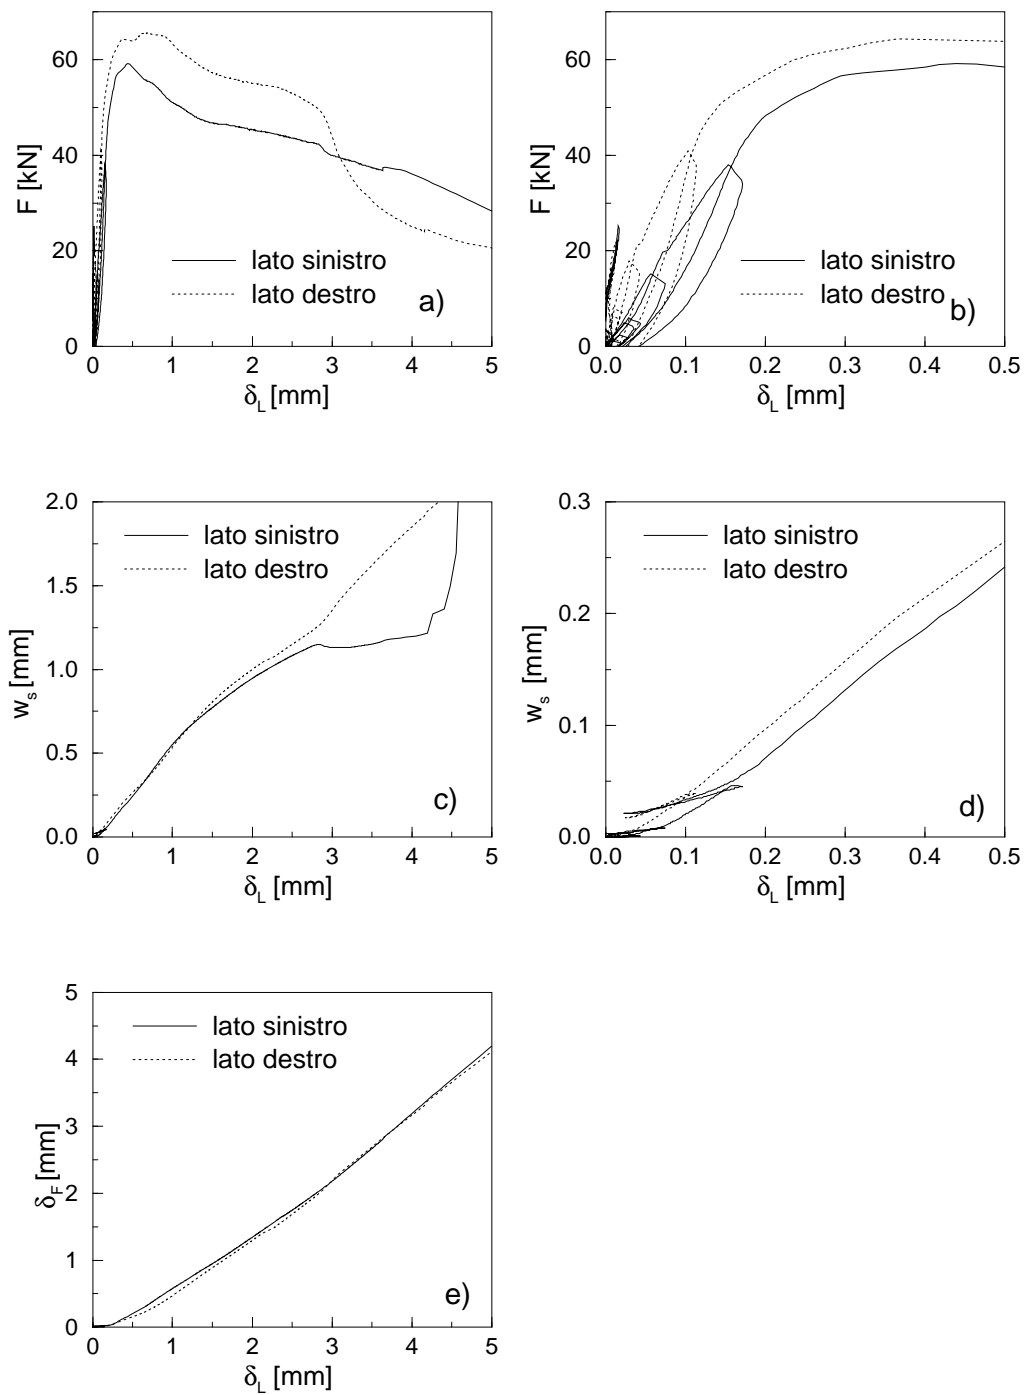 60
40
20
0
F [kN]
lato sinistro
lato destro
a)
0 1 2 3 4 5
δL [mm]
60
40
20
0
F [kN]
lato sinistro
lato destro
b)
0.0 0.1 0.2 0.3 0.4 0.5
δL [mm]
2.0
1.5
1.0
0.5
0.0
ws [mm]
lato sinistro
lato destro
c)
0 1 2 3 4 5
δL [mm]
0.3
0.2
0.1
0.0
ws [mm]
lato sinistro
lato destro
d)
0.0 0.1 0.2 0.3 0.4 0.5
δL [mm]
5
4
3
2
1
0
δF [mm]
lato sinistro
lato destro
e)
0 1 2 3 4 5
δL [mm]